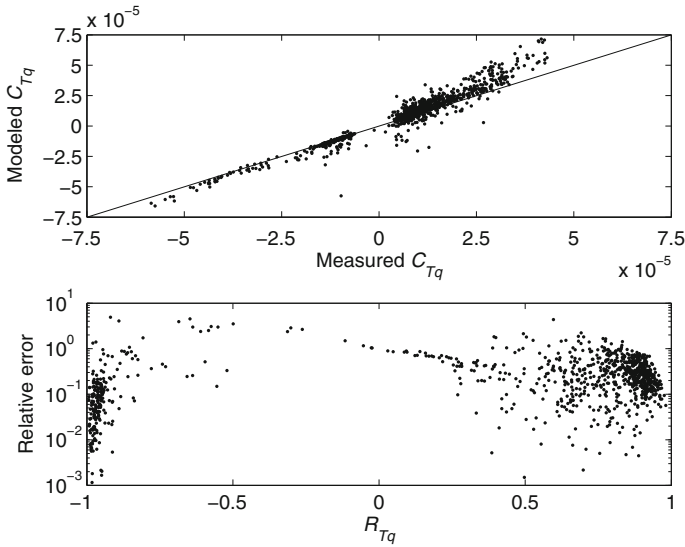 x 10⁻⁵
7.5
5
2.5
0
−2.5
−5
−7.5
Modeled C_Tq
−7.5 −5 −2.5 0 2.5 5 7.5
Measured C_Tq
x 10⁻⁵
10¹
10⁰
10⁻¹
10⁻²
10⁻³
Relative error
−1 −0.5 0 0.5 1
R_Tq